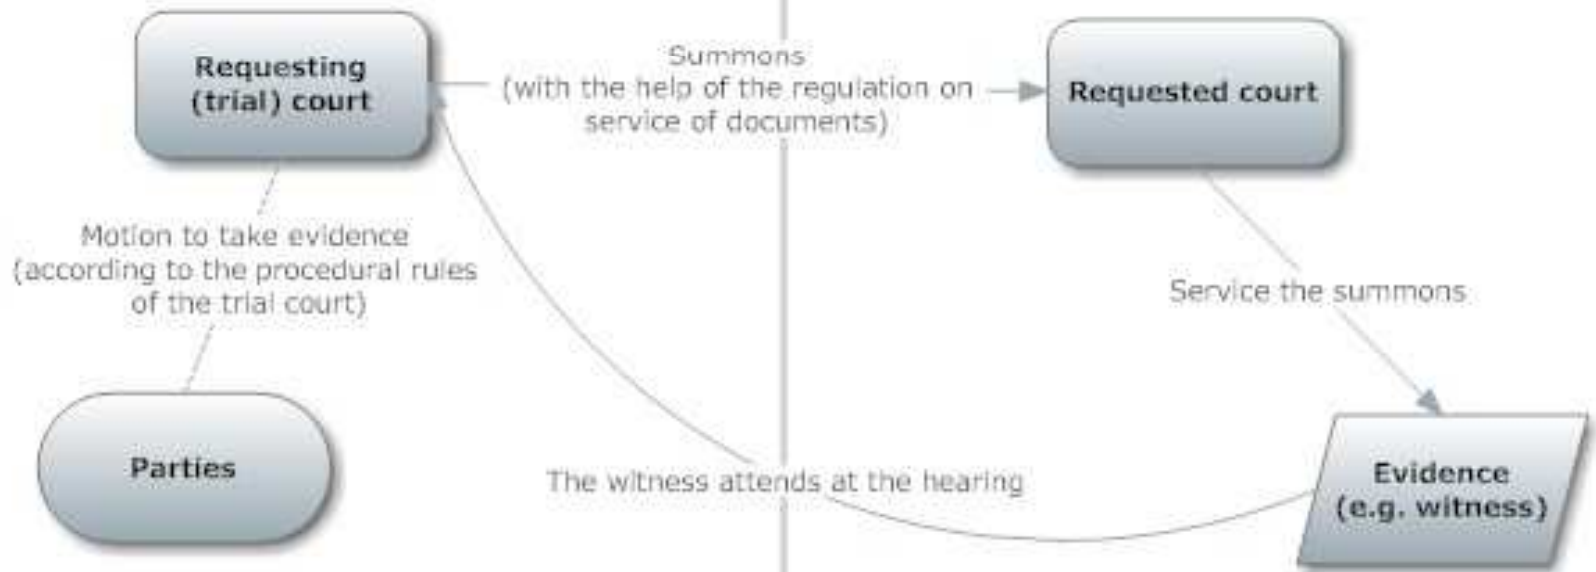 Requesting
(trial) court
Summons
(with the help of the regulation on
service of documents)
Requested court
Motion to take evidence
(according to the procedural rules
of the trial court)
Service the summons
Parties
The witness attends at the hearing
Evidence
(e.g. witness)